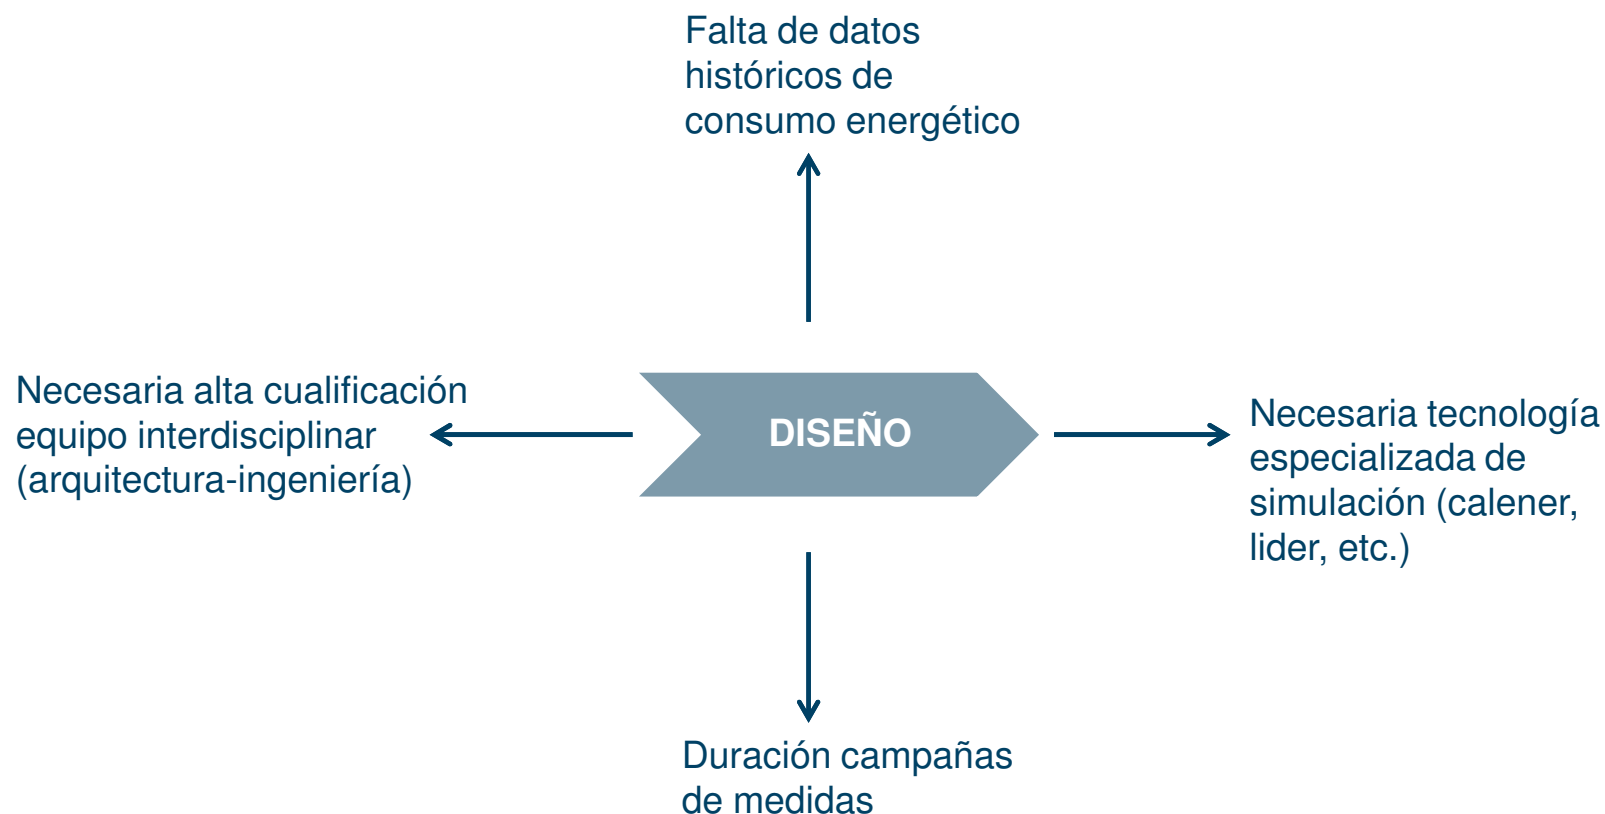 Falta de datos
históricos de
consumo energético
Necesaria alta cualificación
equipo interdisciplinar
(arquitectura-ingeniería)
DISEÑO
Necesaria tecnología
especializada de
simulación (calener,
lider, etc.)
Duración campañas
de medidas